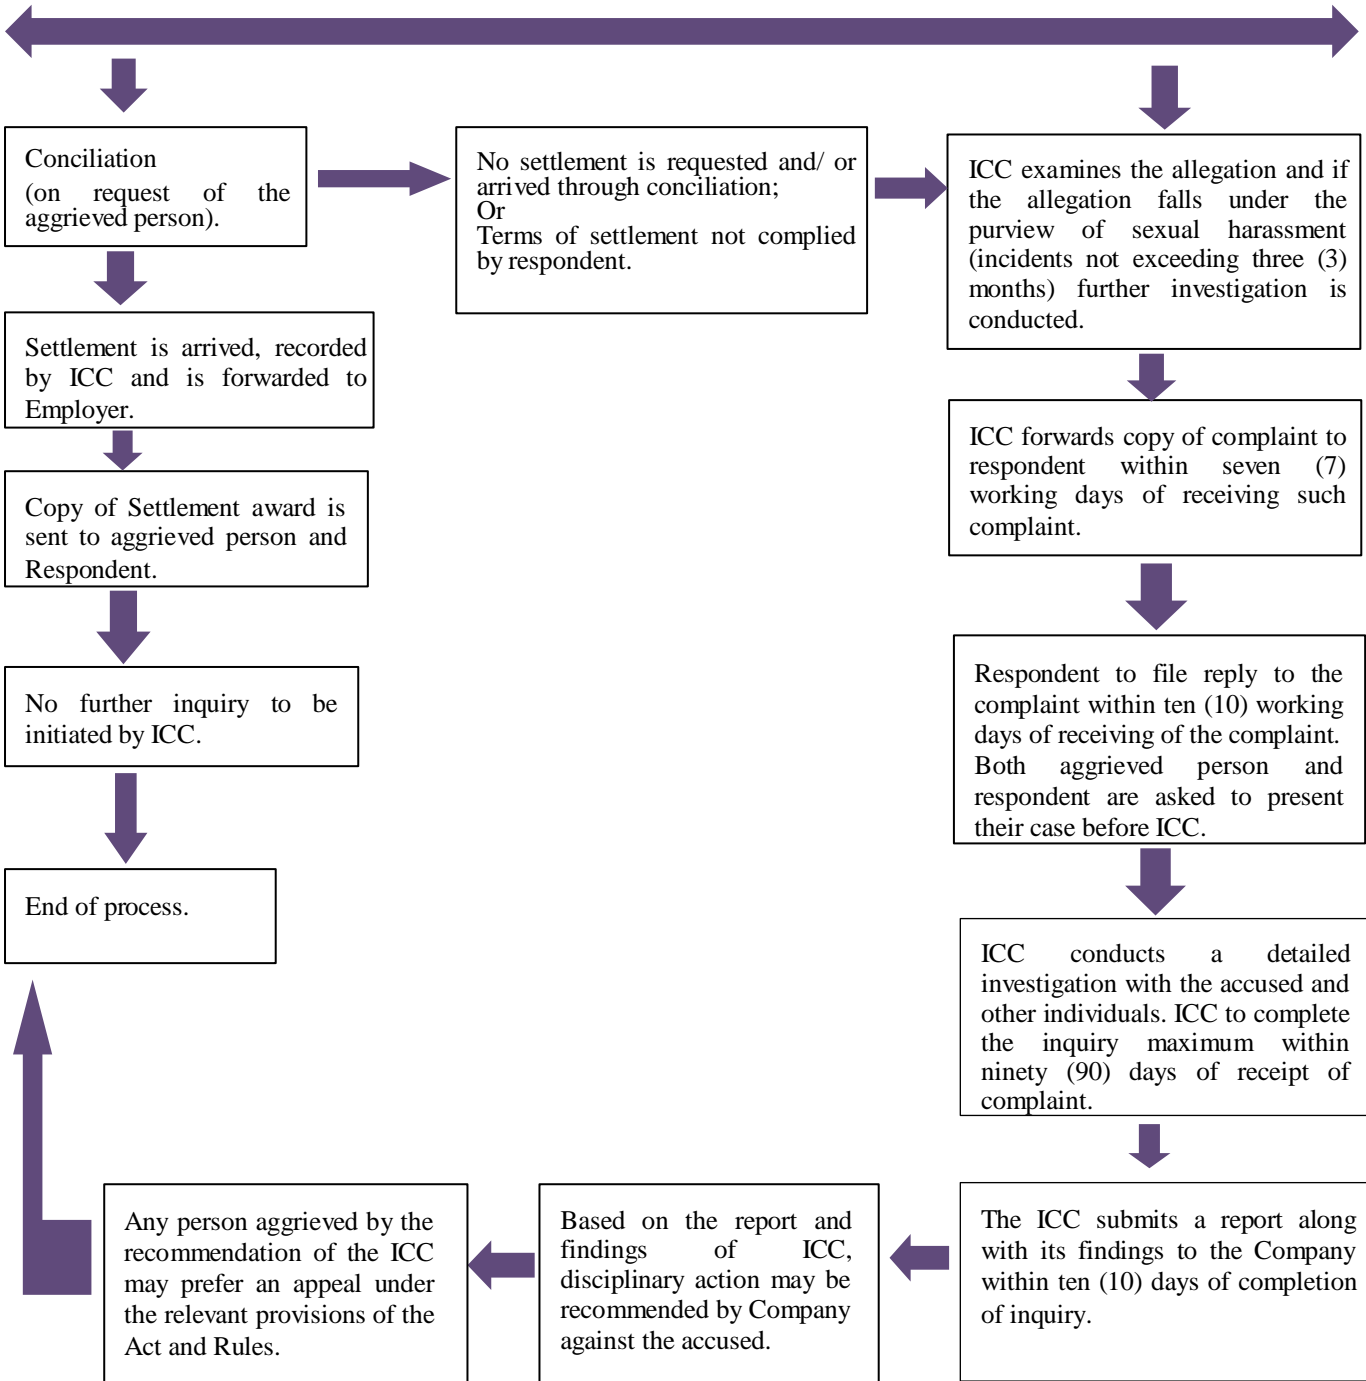 Conciliation
(on request of the
aggrieved person).
No settlement is requested and/ or
arrived through conciliation;
Or
Terms of settlement not complied
by respondent.
ICC examines the allegation and if
the allegation falls under the
purview of sexual harassment
(incidents not exceeding three (3)
months) further investigation is
conducted.
Settlement is arrived, recorded
by ICC and is forwarded to
Employer.
ICC forwards copy of complaint to
respondent within seven (7)
working days of receiving such
complaint.
Copy of Settlement award is
sent to aggrieved person and
Respondent.
No further inquiry to be
initiated by ICC.
Respondent to file reply to the
complaint within ten (10) working
days of receiving of the complaint.
Both aggrieved person and
respondent are asked to present
their case before ICC.
End of process.
ICC conducts a detailed
investigation with the accused and
other individuals. ICC to complete
the inquiry maximum within
ninety (90) days of receipt of
complaint.
Any person aggrieved by the
recommendation of the ICC
may prefer an appeal under
the relevant provisions of the
Act and Rules.
Based on the report and
findings of ICC,
disciplinary action may be
recommended by Company
against the accused.
The ICC submits a report along
with its findings to the Company
within ten (10) days of completion
of inquiry.